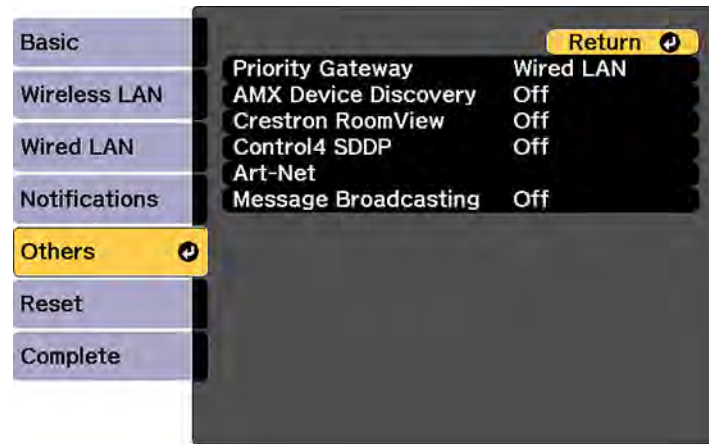 Basic
Wireless LAN
Wired LAN
Notifications
Others
Reset
Complete
Return
Priority Gateway Wired LAN
AMX Device Discovery Off
Crestron RoomView Off
Control4 SDDP Off
Art-Net
Message Broadcasting Off